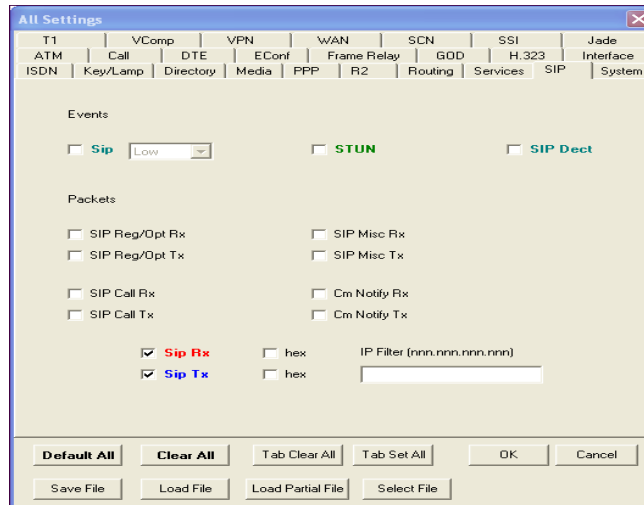 All Settings
T1 VComp VPN WAN SCN SSI Jade
ATM Call DTE EConf Frame Relay GOD H.323 Interface
ISDN Key/Lamp Directory Media PPP R2 Routing Services SIP System
Events
Sip Low STUN SIP Dect
Packets
SIP Reg/Opt Rx SIP Misc Rx
SIP Reg/Opt Tx SIP Misc Tx
SIP Call Rx Cm Notify Rx
SIP Call Tx Cm Notify Tx
Sip Rx hex IP Filter (nnn.nnn.nnn.nnn)
Sip Tx hex
Default All Clear All Tab Clear All Tab Set All OK Cancel
Save File Load File Load Partial File Select File